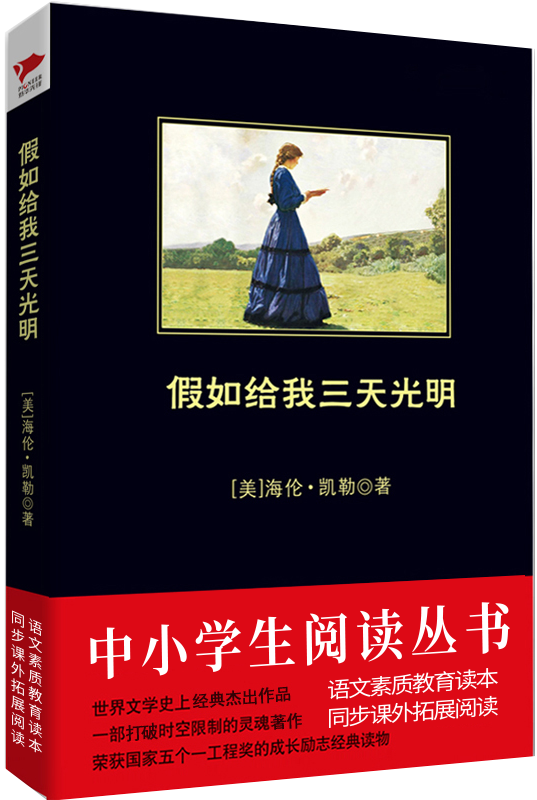 PIONEER
假如给我三天光明
[美]海伦·凯勒◎著
语文素质教育读本
同步课外拓展阅读
假如给我三天光明
[美]海伦·凯勒◎著
中小学生阅读丛书
世界文学史上经典杰出作品
一部打破时空限制的灵魂著作
荣获国家五个一工程奖的成长励志经典读物
语文素质教育读本
同步课外拓展阅读